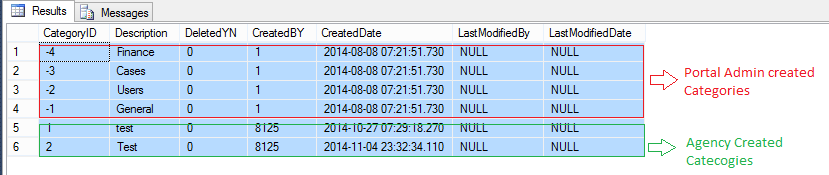 Results Messages
CategoryID Description DeletedYN CreatedBY CreatedDate LastModifiedBy LastModifiedDate
1 -4 Finance 0 1 2014-08-08 07:21:51.730 NULL NULL
2 -3 Cases 0 1 2014-08-08 07:21:51.730 NULL NULL
3 -2 Users 0 1 2014-08-08 07:21:51.730 NULL NULL
4 -1 General 0 1 2014-08-08 07:21:51.730 NULL NULL
5 1 test 0 8125 2014-10-27 07:29:18.270 NULL NULL
6 2 Test 0 8125 2014-11-04 23:32:34.110 NULL NULL
Portal Admin created
Categories
Agency Created
Catecogies